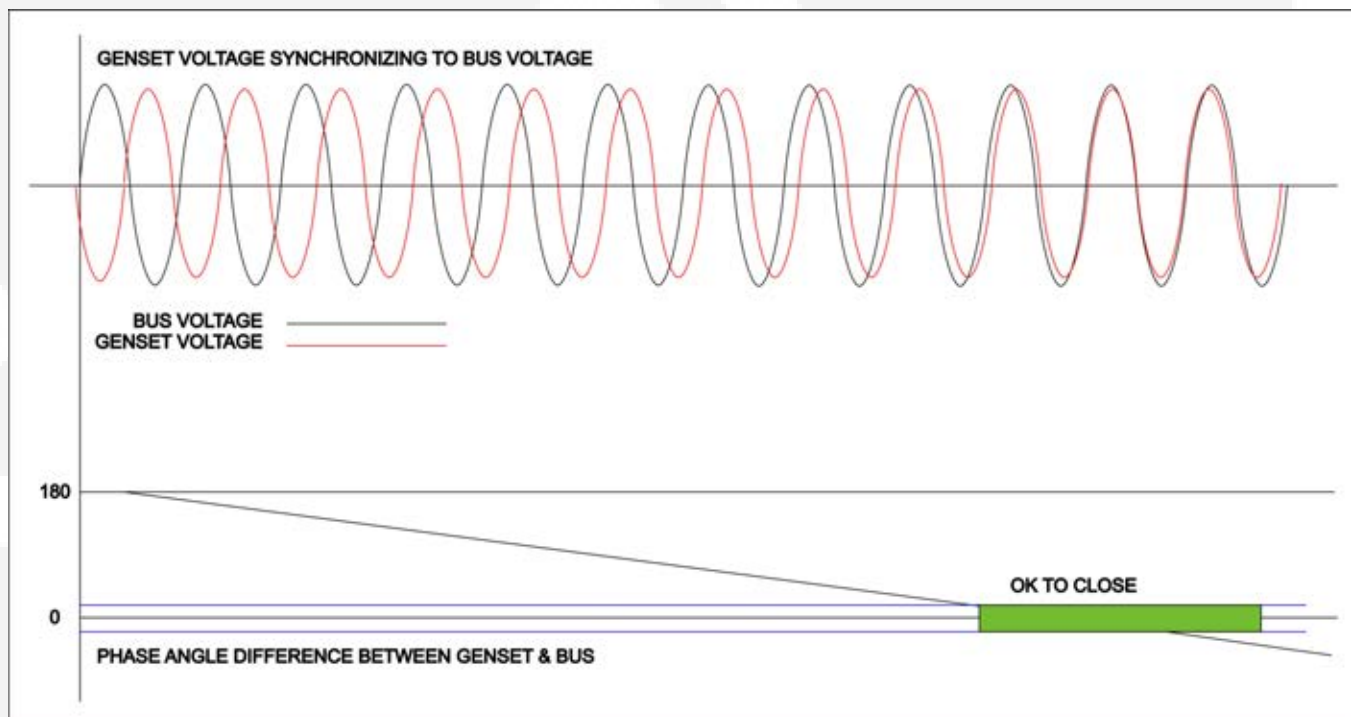 GENSET VOLTAGE SYNCHRONIZING TO BUS VOLTAGE
BUS VOLTAGE
GENSET VOLTAGE
180
OK TO CLOSE
0
PHASE ANGLE DIFFERENCE BETWEEN GENSET & BUS